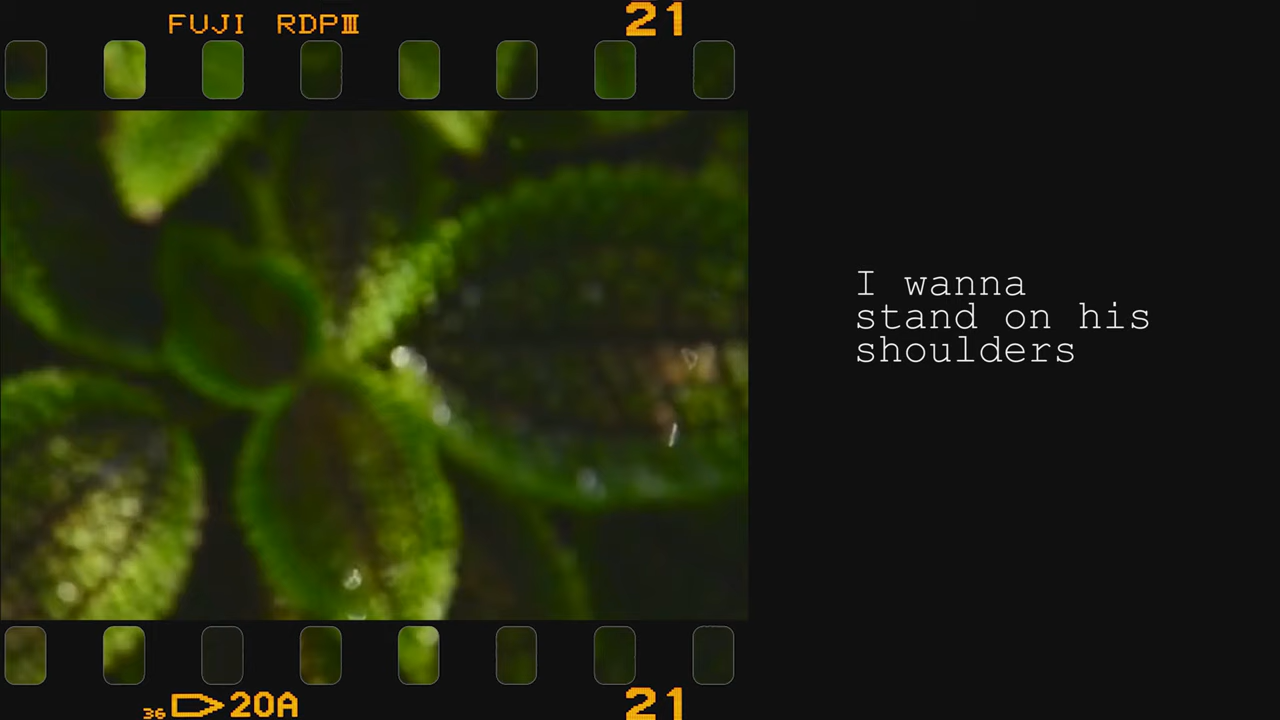 FUJI RDPIII 21
I wanna
stand on his
shoulders
36 20A 21